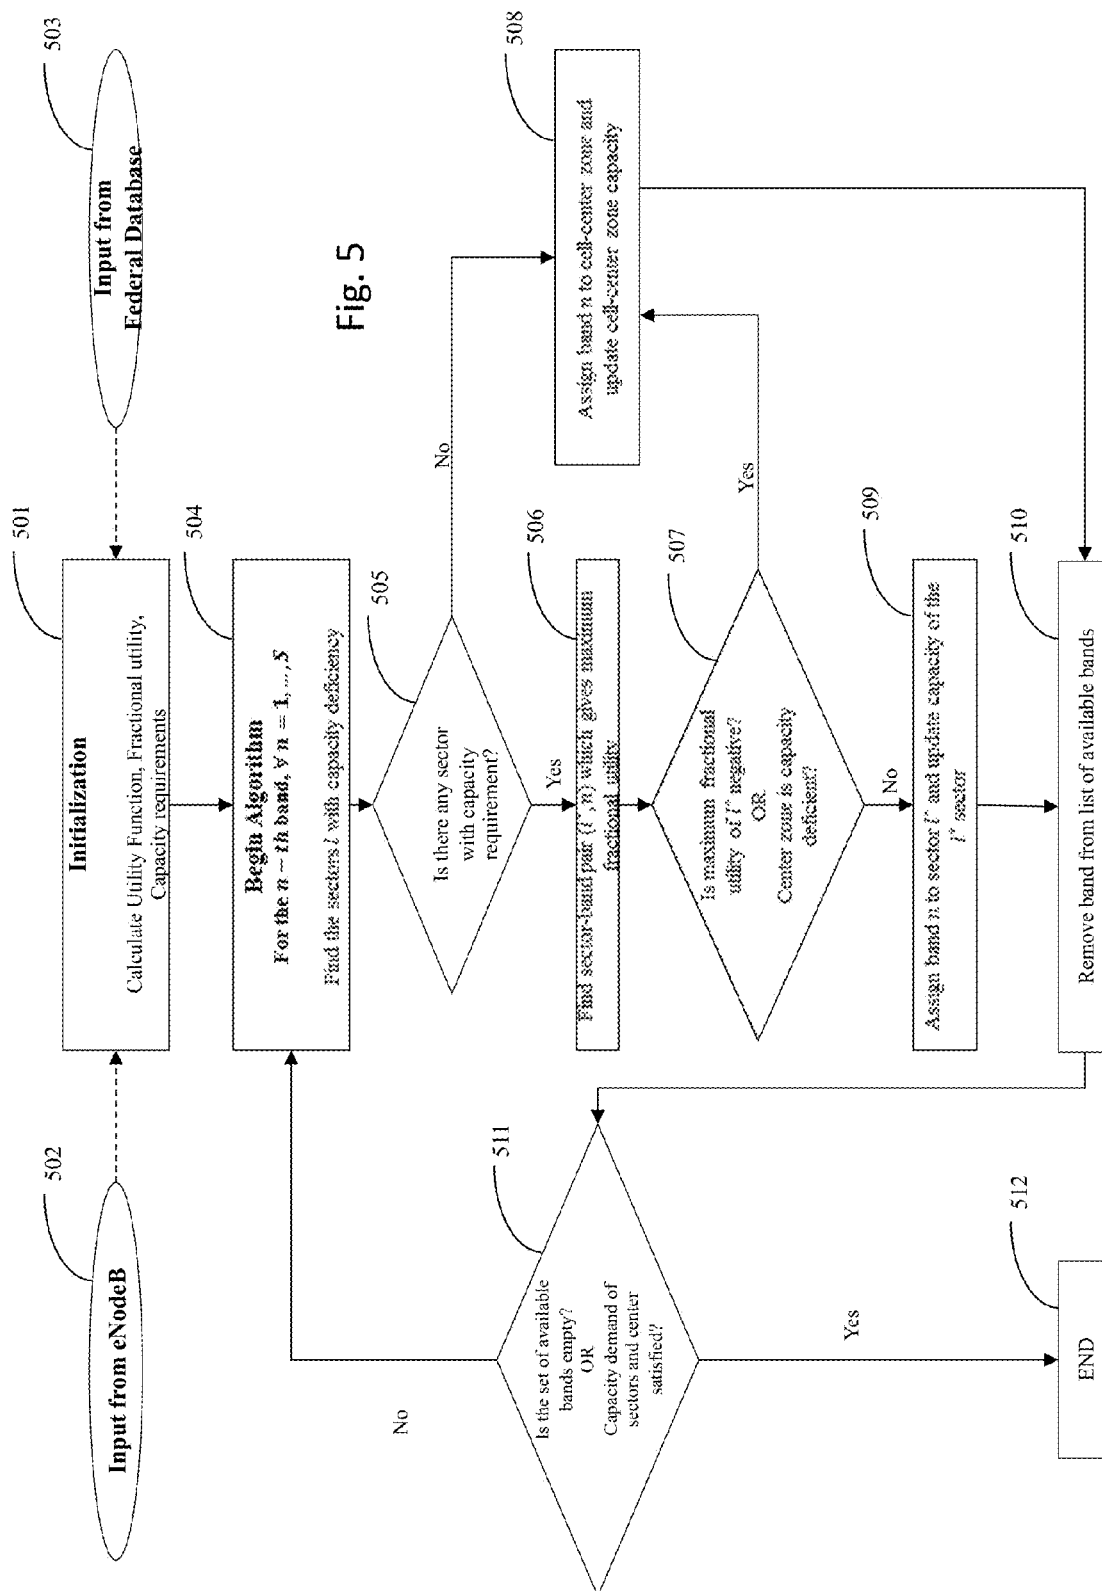 502
Input from eNodeB
503
Input from
Federal Database
501
Initialization
Calculate Utility Function, Fractional utility,
Capacity requirements
504
Begin Algorithm
For the n − th band, ∀ n = 1, ..., S
Find the sectors l with capacity deficiency
505
Is there any sector
with capacity
requirement?
No
Yes
Fig. 5
506
Find sector-band par (l*, n) which gives maximum
fractional utility
507
Is maximum fractional
utility of l* negative?
OR
Center zone is capacity
deficient?
Yes
No
508
Assign band n to cell-center zone and
update cell-center zone capacity
509
Assign band n to sector l* and update capacity of the
l* sector
510
Remove band from list of available bands
511
Is the set of available
bands empty?
OR
Capacity demand of
sectors and center
satisfied?
No
Yes
512
END